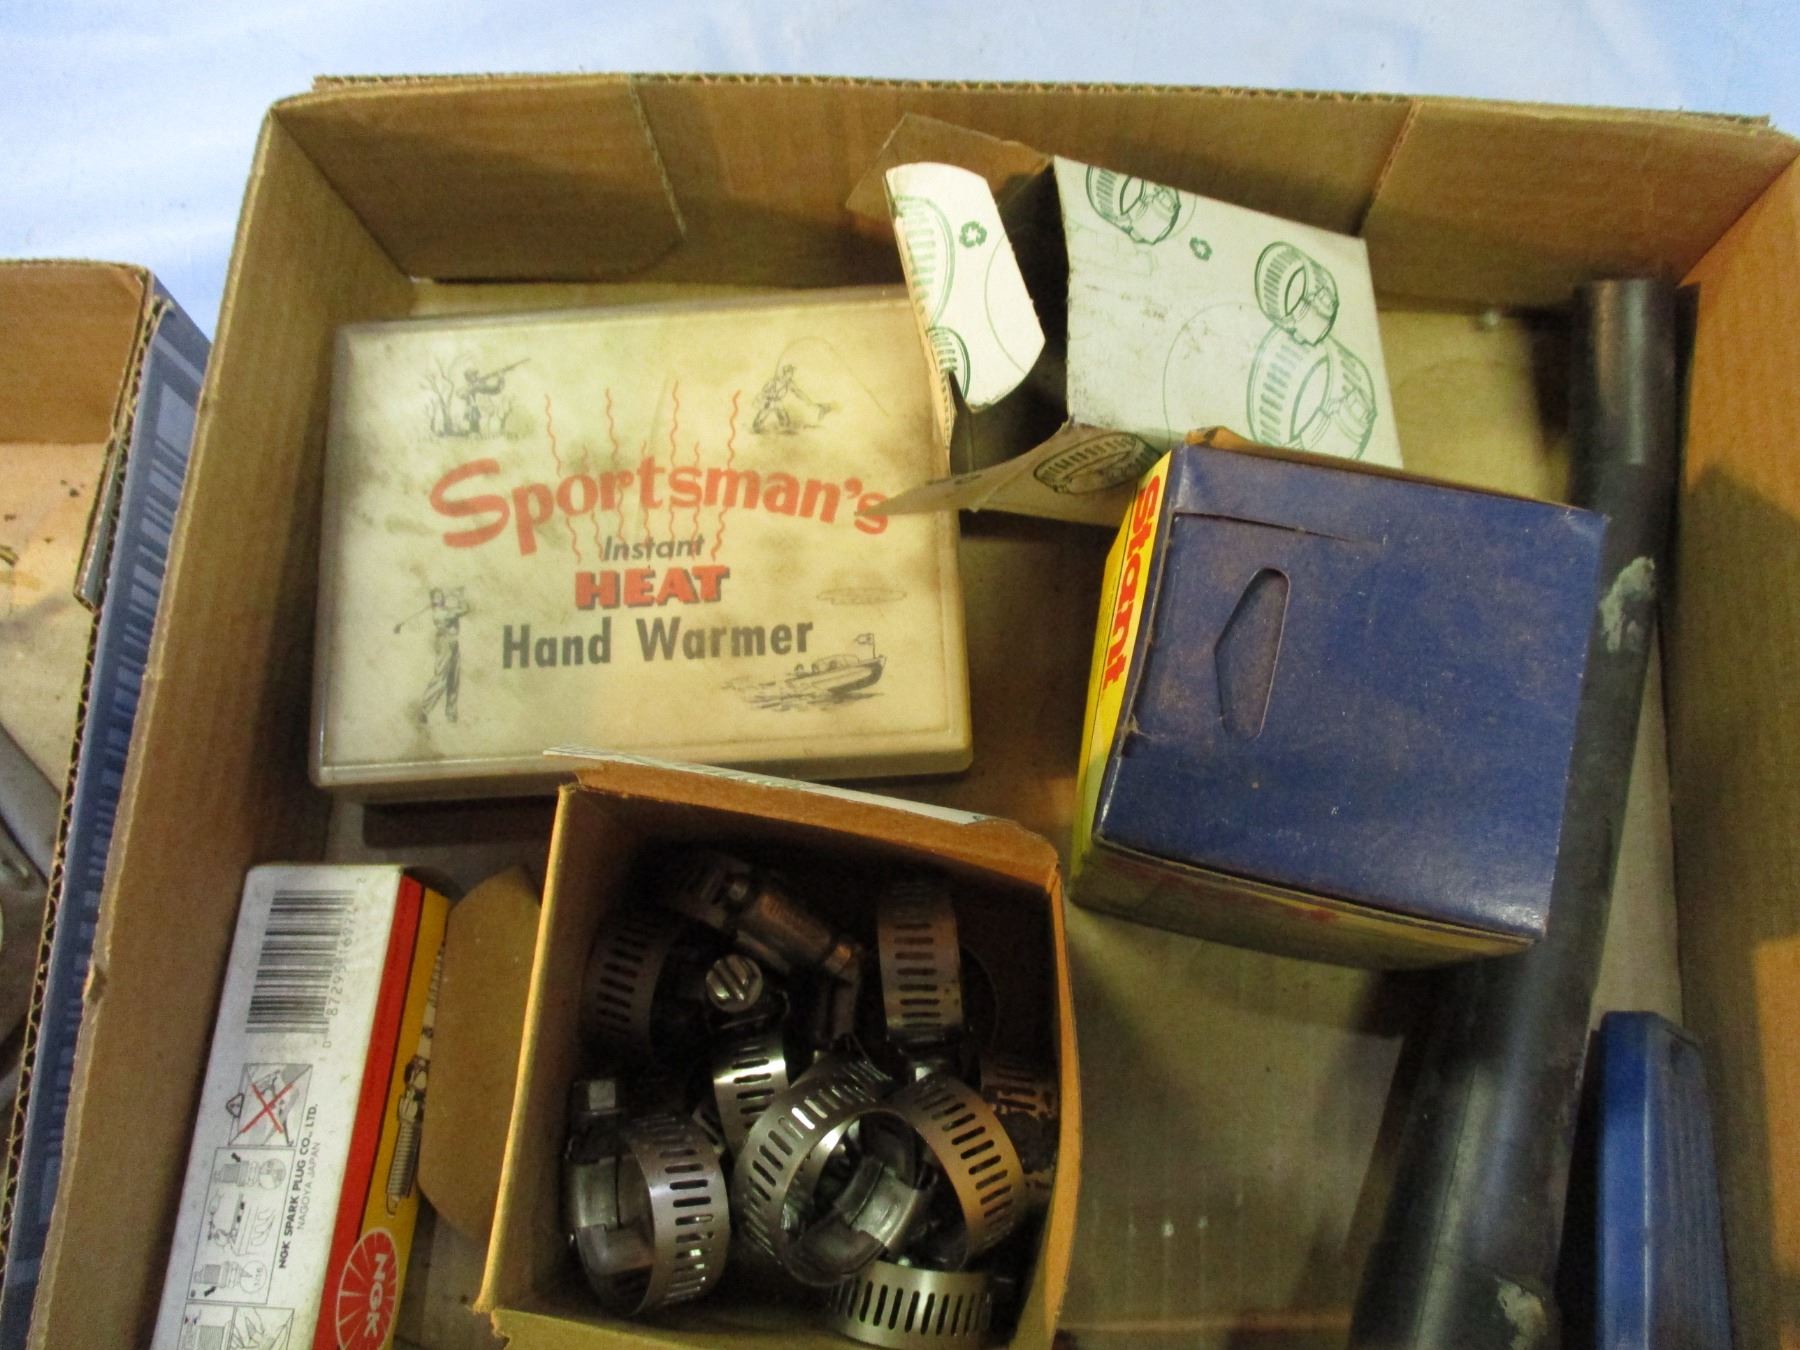 Sportsman's
Instant
HEAT
Hand Warmer
Stant
NGK SPARK PLUG CO., LTD.
NAGOYA JAPAN
NGK